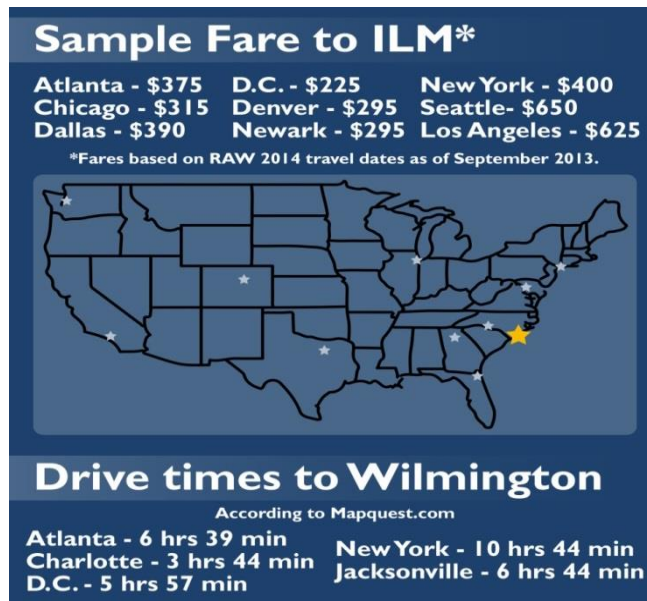 Sample Fare to ILM*
Atlanta - $375 D.C. - $225 New York - $400
Chicago - $315 Denver - $295 Seattle- $650
Dallas - $390 Newark - $295 Los Angeles - $625
*Fares based on RAW 2014 travel dates as of September 2013.
Drive times to Wilmington
According to Mapquest.com
Atlanta - 6 hrs 39 min
Charlotte - 3 hrs 44 min
D.C. - 5 hrs 57 min
New York - 10 hrs 44 min
Jacksonville - 6 hrs 44 min